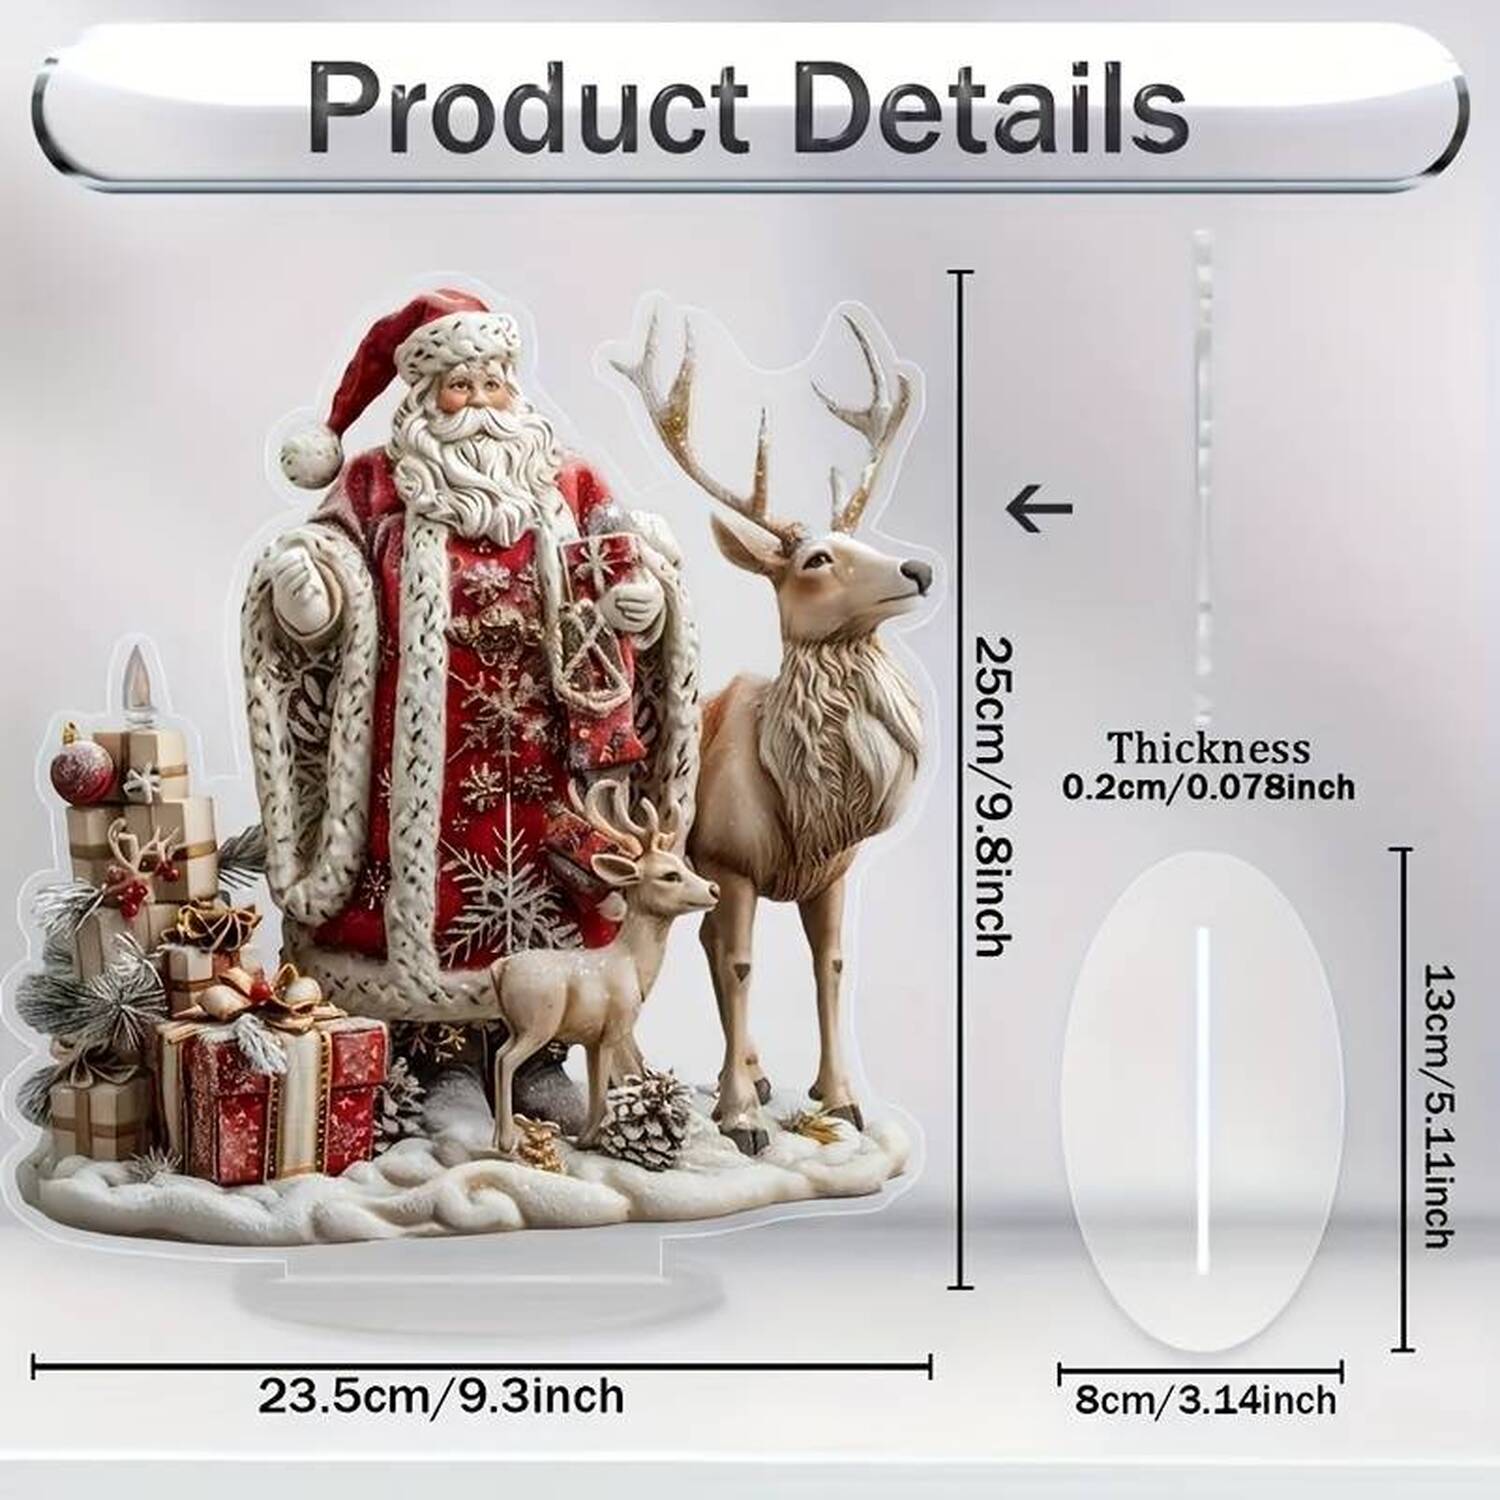 Product Details
25cm/9.8inch
Thickness
0.2cm/0.078inch
13cm/5.11inch
23.5cm/9.3inch
8cm/3.14inch